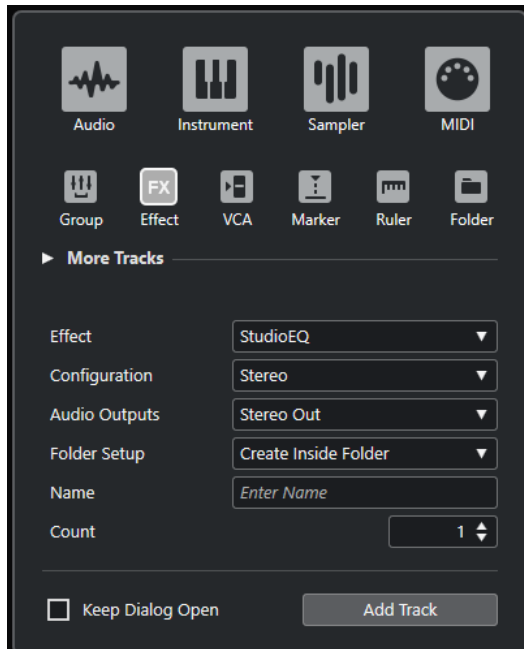 Audio Instrument Sampler MIDI
FX
Group Effect VCA Marker Ruler Folder
More Tracks
Effect StudioEQ
Configuration Stereo
Audio Outputs Stereo Out
Folder Setup Create Inside Folder
Name Enter Name
Count 1
Keep Dialog Open Add Track